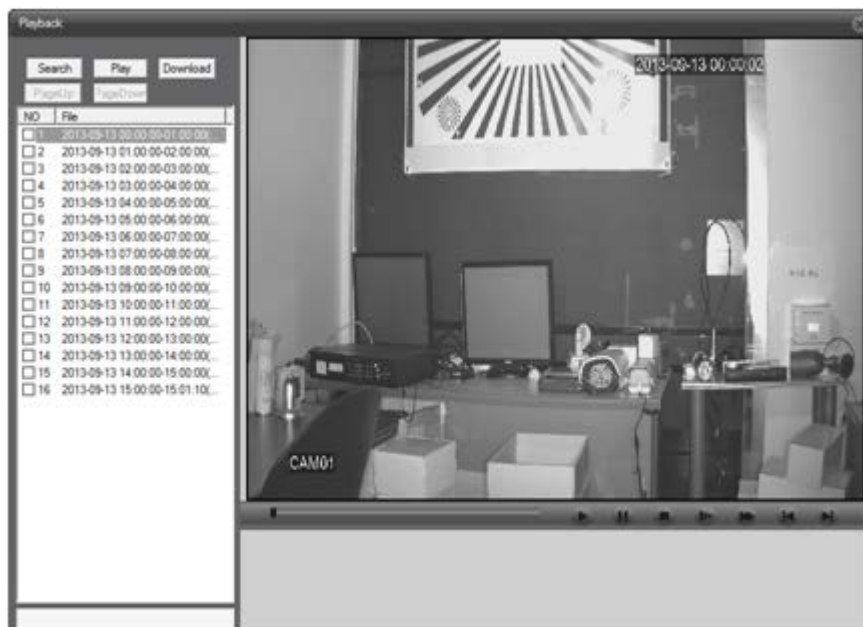 Playback
Search Play Download
PageUp PageDown
NO File
1 2013-09-13 00:00:00-01:00:00(...
2 2013-09-13 01:00:00-02:00:00(...
3 2013-09-13 02:00:00-03:00:00(...
4 2013-09-13 03:00:00-04:00:00(...
5 2013-09-13 04:00:00-05:00:00(...
6 2013-09-13 05:00:00-06:00:00(...
7 2013-09-13 06:00:00-07:00:00(...
8 2013-09-13 07:00:00-08:00:00(...
9 2013-09-13 08:00:00-09:00:00(...
10 2013-09-13 09:00:00-10:00:00(...
11 2013-09-13 10:00:00-11:00:00(...
12 2013-09-13 11:00:00-12:00:00(...
13 2013-09-13 12:00:00-13:00:00(...
14 2013-09-13 13:00:00-14:00:00(...
15 2013-09-13 14:00:00-15:00:00(...
16 2013-09-13 15:00:00-15:01:10(...
2013-09-13 00:00:02
CAM01